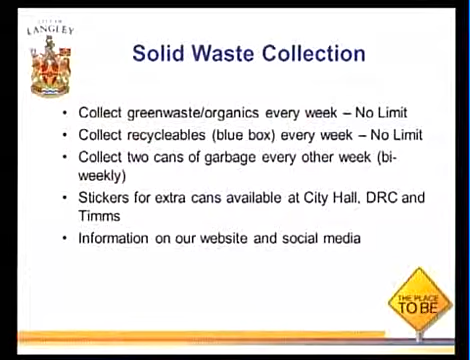 CITY OF
LANGLEY
Solid Waste Collection
• Collect greenwaste/organics every week – No Limit
• Collect recycleables (blue box) every week – No Limit
• Collect two cans of garbage every other week (bi-
weekly)
• Stickers for extra cans available at City Hall, DRC and
Timms
• Information on our website and social media
THE PLACE
TO BE